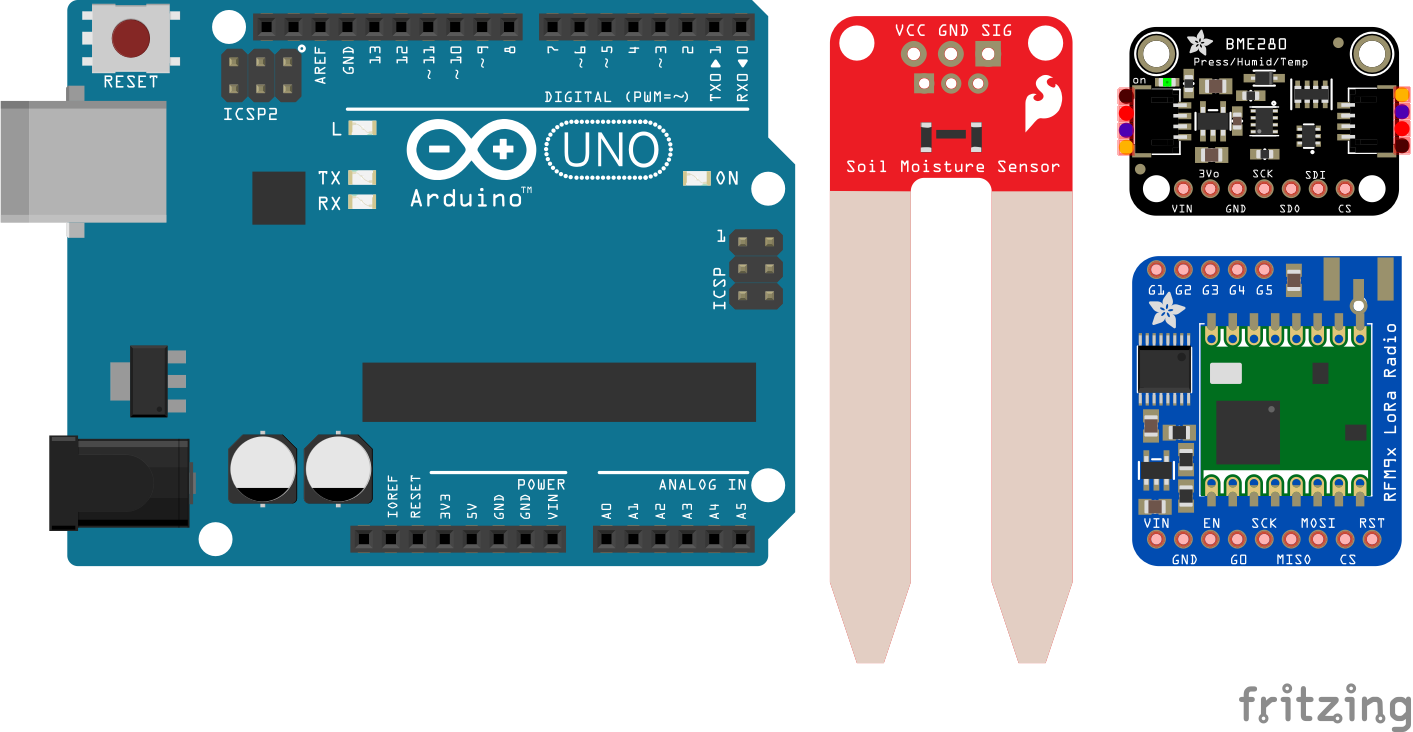 RESET
ICSP2
AREF
GND
13
12
~11
~10
~9
8
7
~6
~5
4
~3
2
TX0▶1
RX0◀0
DIGITAL (PWM=~)
L
TX
RX
Arduino™
UNO
ON
1
ICSP
IOREF
RESET
3V3
5V
GND
GND
VIN
POWER
A0
A1
A2
A3
A4
A5
ANALOG IN
VCC GND SIG
Soil Moisture Sensor
BME280
Press/Humid/Temp
on
3Vo SCK SDI
VIN GND SDO CS
G1 G2 G3 G4 G5
RFM9x LoRa Radio
VIN EN SCK MOSI RST
GND G0 MISO CS
fritzing